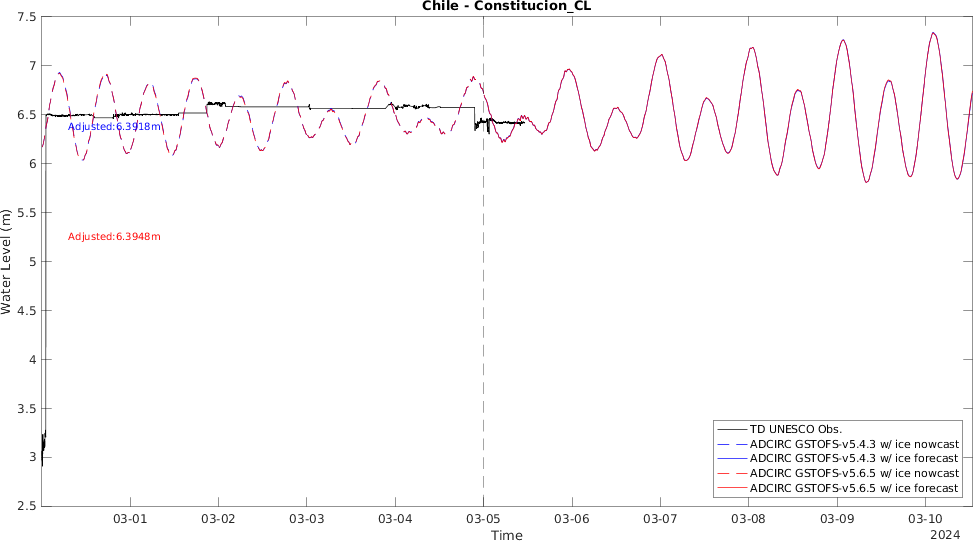 Chile - Constitucion_CL
7.5
7
6.5
6
5.5
5
4.5
4
3.5
3
2.5
Water Level (m)
Adjusted:6.3918m
Adjusted:6.3948m
TD UNESCO Obs.
ADCIRC GSTOFS-v5.4.3 w/ ice nowcast
ADCIRC GSTOFS-v5.4.3 w/ ice forecast
ADCIRC GSTOFS-v5.6.5 w/ ice nowcast
ADCIRC GSTOFS-v5.6.5 w/ ice forecast
03-01 03-02 03-03 03-04 03-05 03-06 03-07 03-08 03-09 03-10
2024
Time